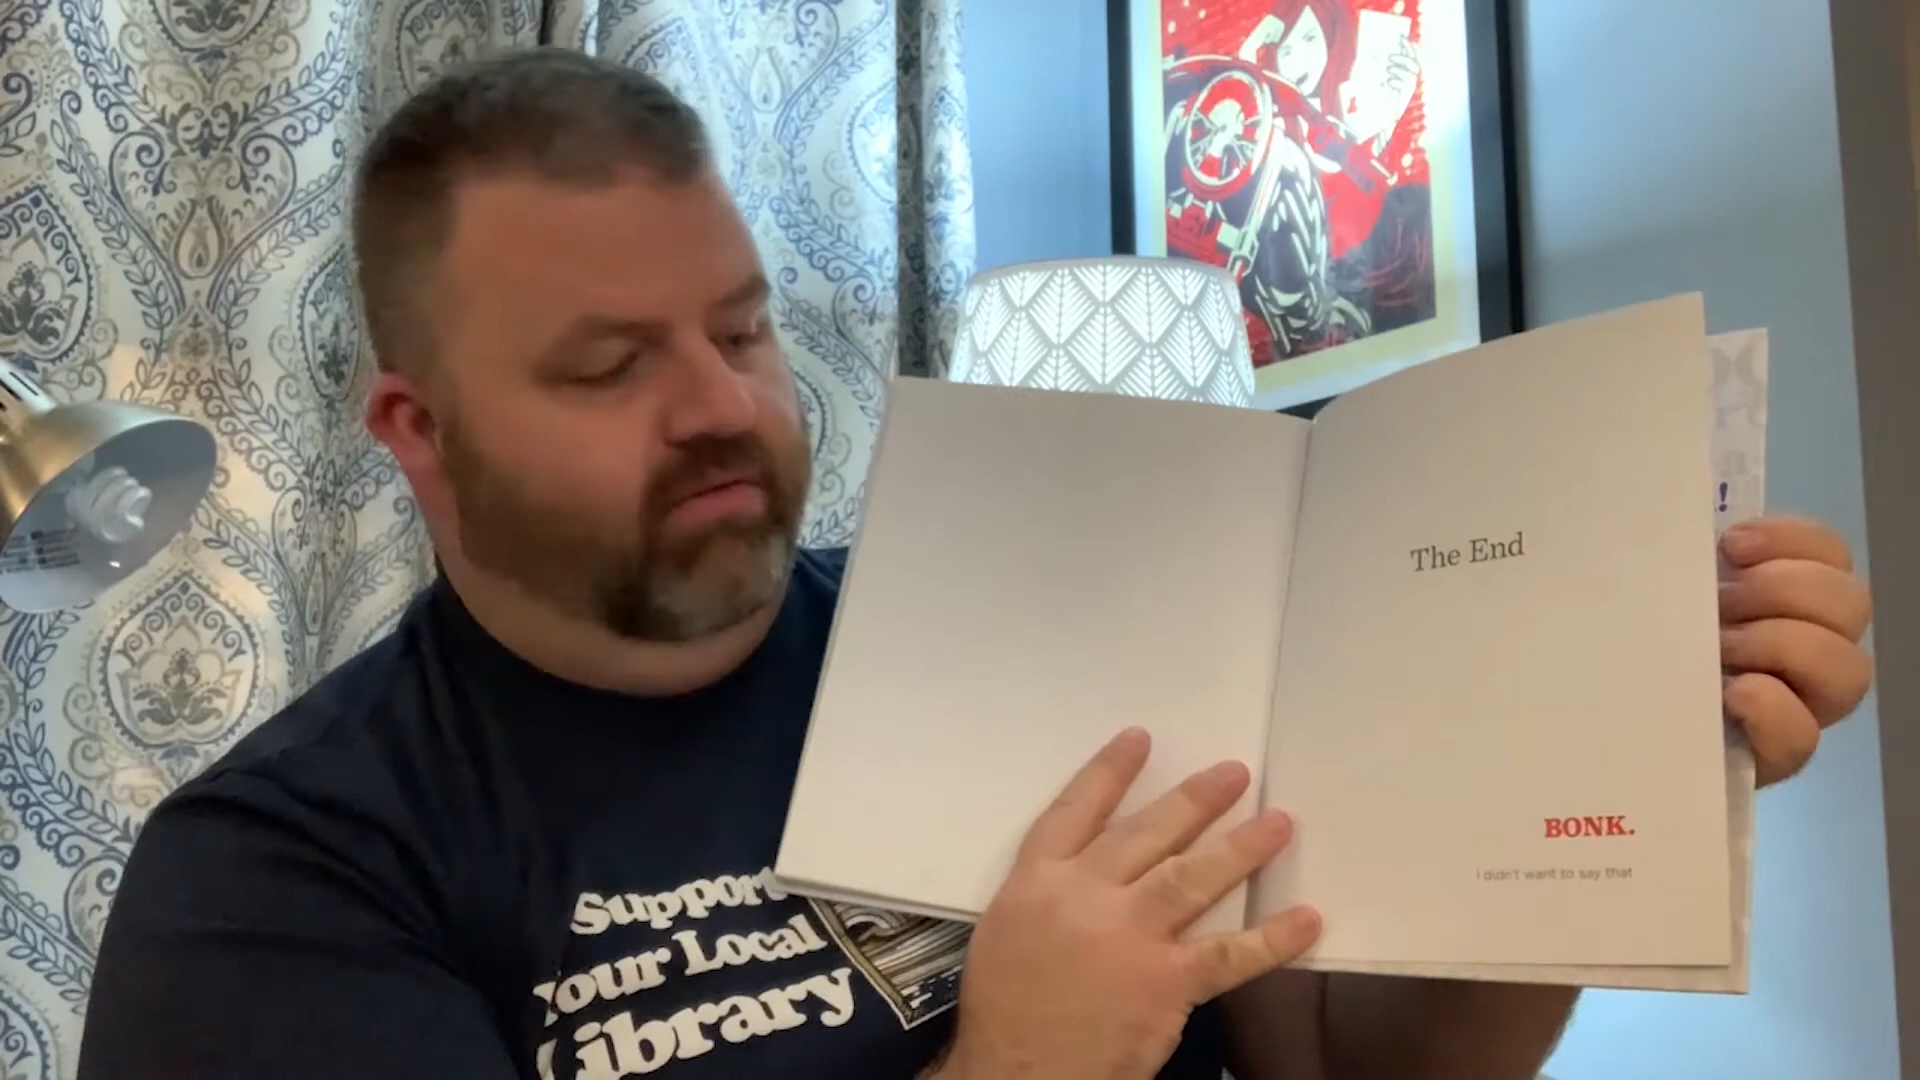 The End
BONK.
I didn't want to say that
!
Support
Your Local
Library